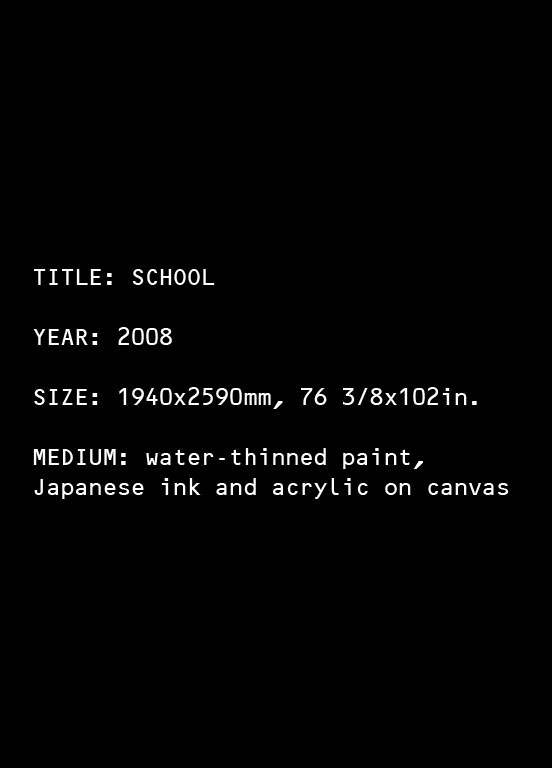 TITLE: SCHOOL
YEAR: 2008
SIZE: 1940x2590mm, 76 3/8x102in.
MEDIUM: water-thinned paint,
Japanese ink and acrylic on canvas